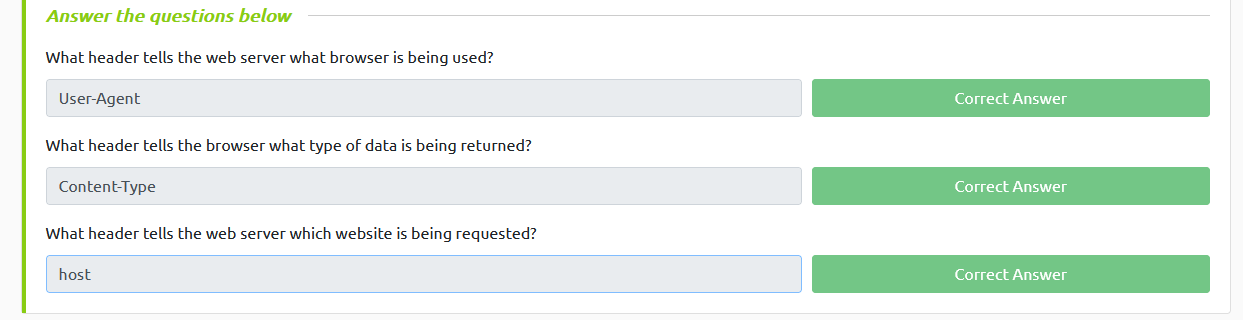 Answer the questions below
What header tells the web server what browser is being used?
User-Agent
Correct Answer
What header tells the browser what type of data is being returned?
Content-Type
Correct Answer
What header tells the web server which website is being requested?
host
Correct Answer